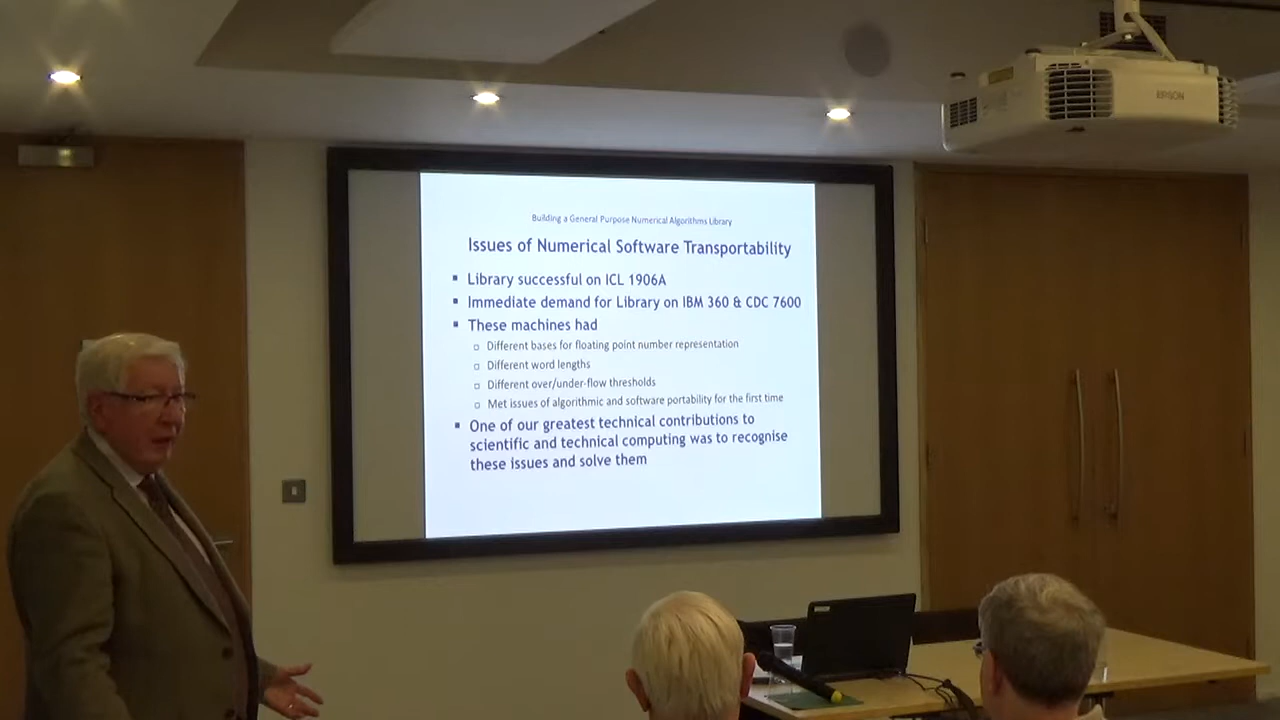 EPSON
Building a General Purpose Numerical Algorithms Library
Issues of Numerical Software Transportability
Library successful on ICL 1906A
Immediate demand for Library on IBM 360 & CDC 7600
These machines had
Different bases for floating point number representation
Different word lengths
Different over/under-flow thresholds
Met issues of algorithmic and software portability for the first time
One of our greatest technical contributions to
scientific and technical computing was to recognise
these issues and solve them